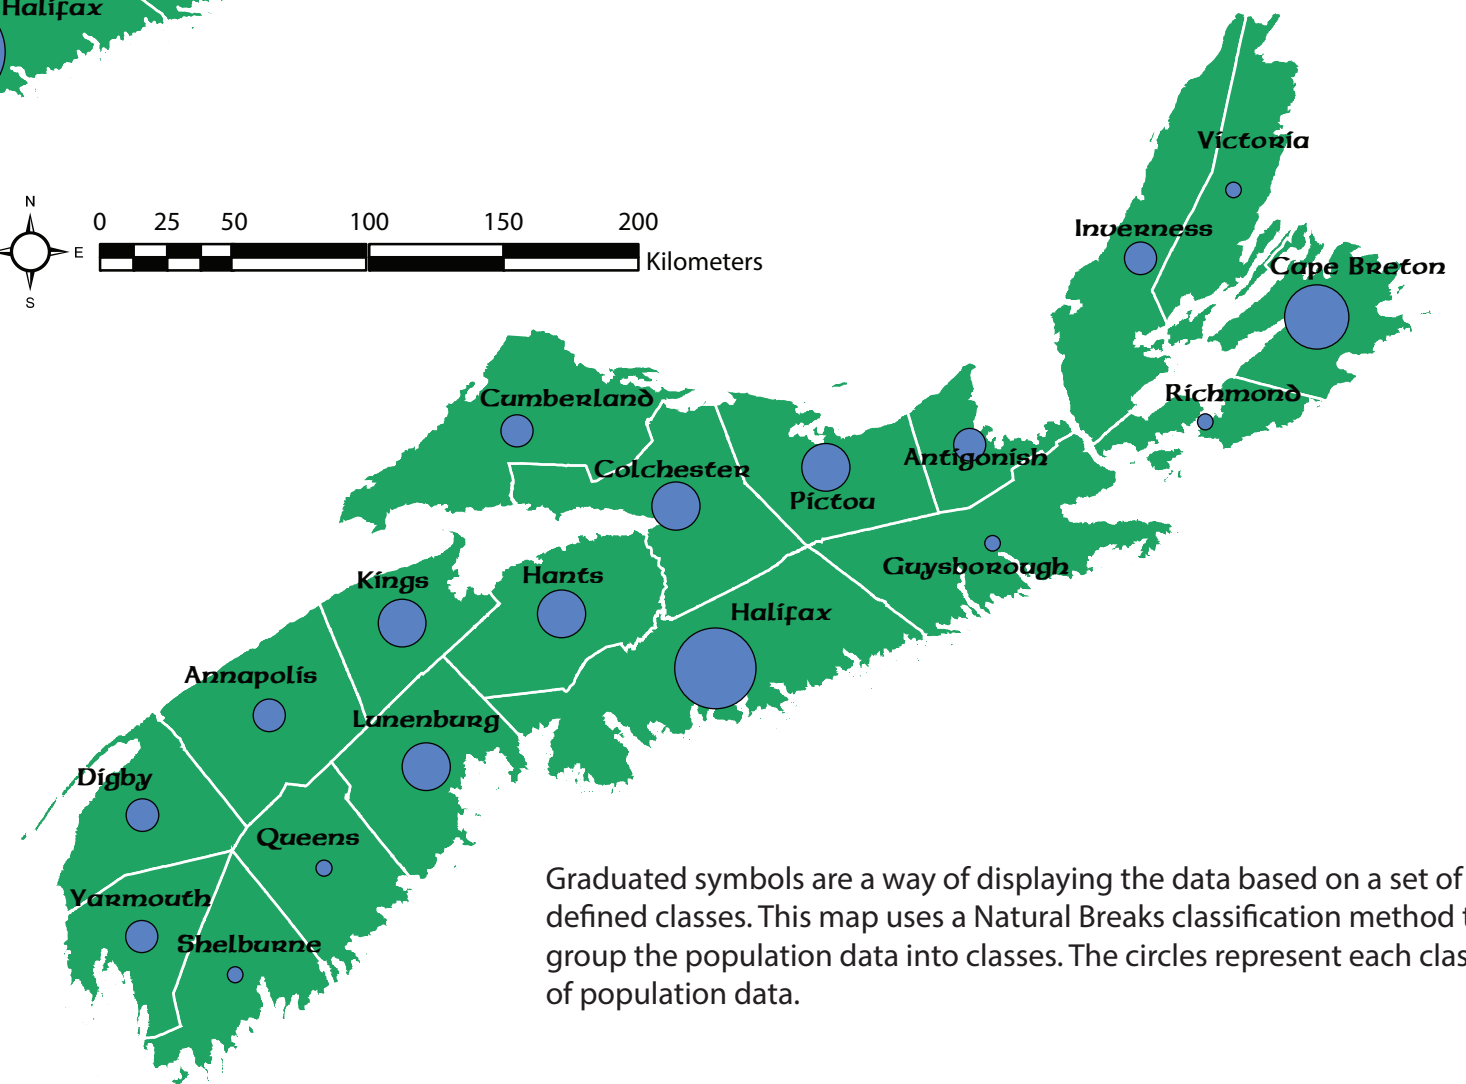 Halifax
Victoria
N
0 25 50 100 150 200
Inverness
E
Kilometers
Cape Breton
S
Cumberland
Richmond
Colchester
Antigonish
Pictou
Guysborough
Kings
Hants
Halifax
Annapolis
Lunenburg
Digby
Queens
Yarmouth
Shelburne
Graduated symbols are a way of displaying the data based on a set of
defined classes. This map uses a Natural Breaks classification method
group the population data into classes. The circles represent each
of population data.